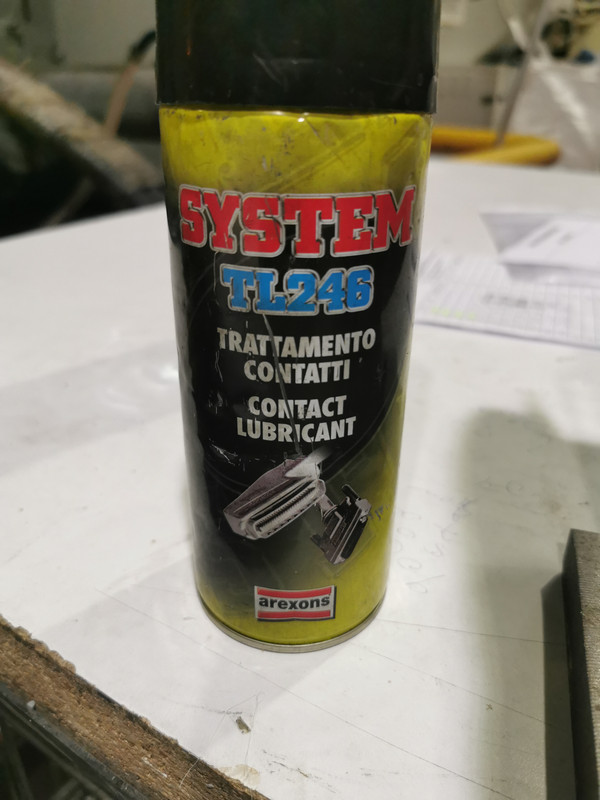 SYSTEM
TL246
TRATTAMENTO
CONTATTI
CONTACT
LUBRICANT
arexons